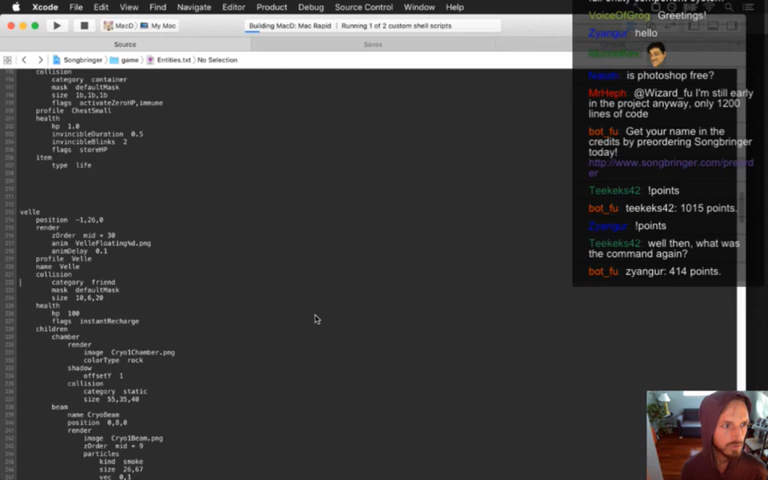 Xcode File Edit View Find Navigate Editor Product Debug Source Control Window Help
MacD My Mac
Building MacD: Mac Rapid Running 1 of 2 custom shell scripts
Source Saves
Songbringer game Entities.txt No Selection
collision
category container
mask defaultMask
size 1b,1b,1b
flags activateZeroHP,immune
profile ChestSmall
health
hp 1.0
invincibleDuration 0.5
invincibleBlinks 2
flags storeHP
item
type life
velle
position -1,26,0
render
zOrder mid + 30
anim VelleFloating%d.png
animDelay 0.1
profile Velle
name Velle
collision
category friend
mask defaultMask
size 10,6,20
health
hp 100
flags instantRecharge
children
chamber
render
image Cryo1Chamber.png
colorType rock
shadow
offsetY 1
collision
category static
size 55,35,40
beam
name CryoBeam
position 0,8,0
render
image Cryo1Beam.png
zOrder mid + 9
particles
kind smoke
size 26,67
vec 0,1
VoiceOfGrog Greetings!
Zyangur hello
is photoshop free?
MrHeph @Wizard_fu I'm still early
in the project anyway, only 1200
lines of code
bot_fu Get your name in the
credits by preordering Songbringer
today!
http://www.songbringer.com/preord
er
Teekeks42 !points
bot_fu teekeks42: 1015 points.
Zyangur !points
Teekeks42 well then, what was
the command again?
bot_fu zyangur: 414 points.